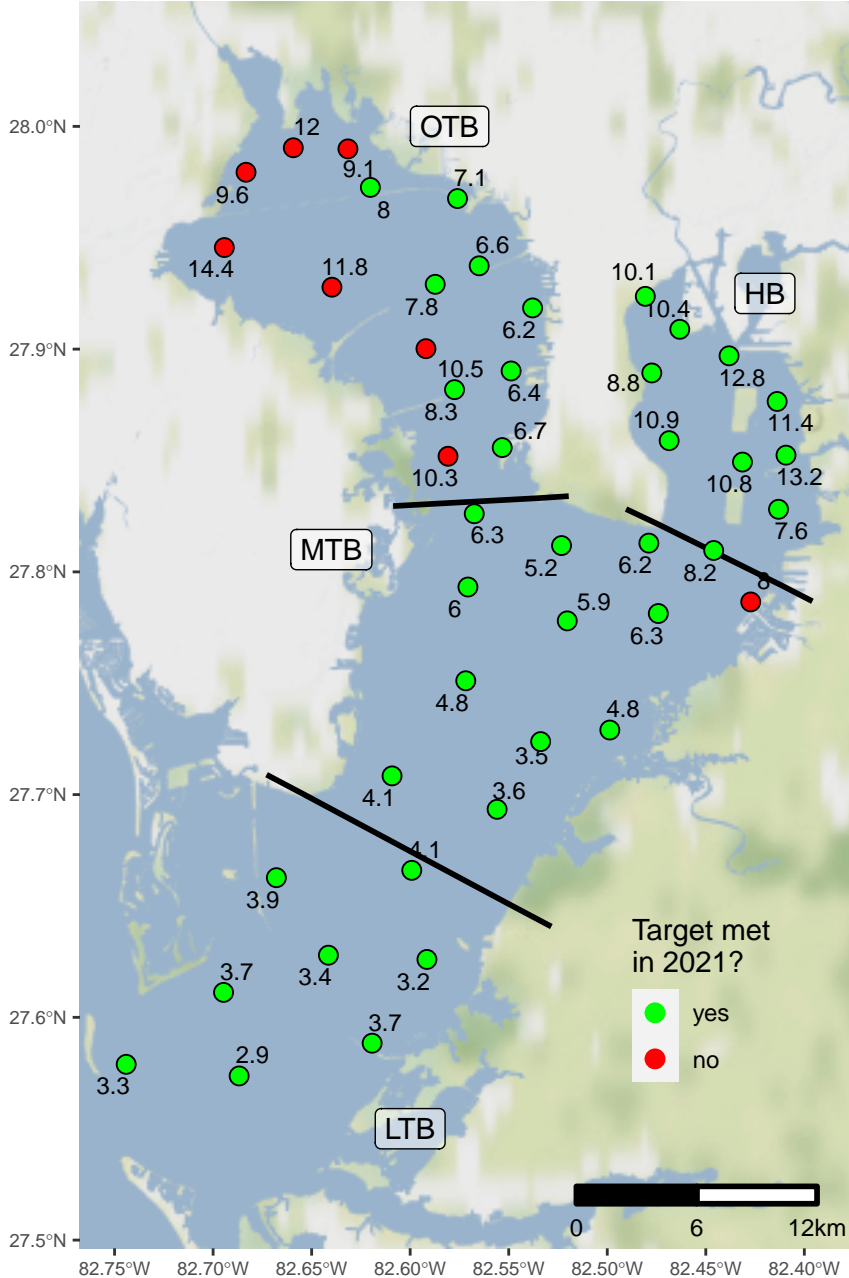 28.0°N
27.9°N
27.8°N
27.7°N
27.6°N
27.5°N
12
OTB
9.1
9.6
7.1
8
6.6
14.4
11.8
10.1
HB
7.8
10.4
6.2
10.5
12.8
8.8
8.3
6.4
11.4
10.9
6.7
10.3
10.8
13.2
6.3
7.6
MTB
5.2
6.2
8.2
8
6
5.9
6.3
4.8
4.8
3.5
4.1
3.6
4.1
3.9
Target met
in 2021?
yes
no
3.4
3.2
3.7
3.7
2.9
3.3
LTB
0
6
12km
82.75°W
82.70°W
82.65°W
82.60°W
82.55°W
82.50°W
82.45°W
82.40°W